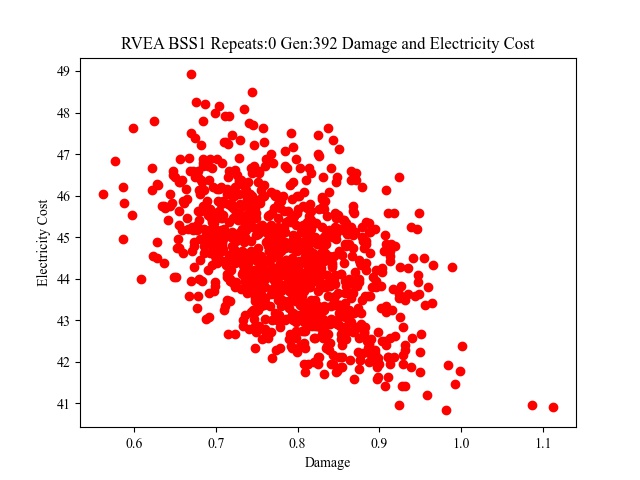 RVEA BSS1 Repeats:0 Gen:392 Damage and Electricity Cost
49
48
47
46
45
44
43
42
41
Electricity Cost
0.6 0.7 0.8 0.9 1.0 1.1
Damage